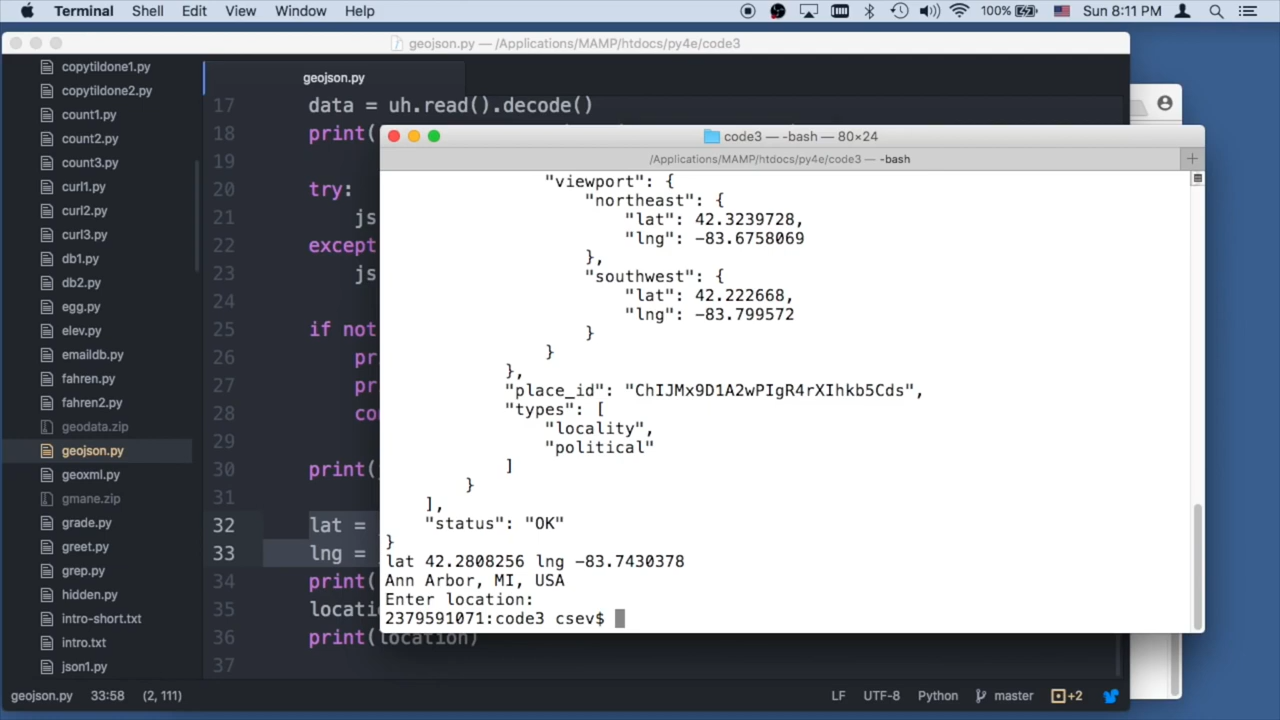 Terminal Shell Edit View Window Help 100% Sun 8:11 PM
geojson.py — /Applications/MAMP/htdocs/py4e/code3
copytildone1.py
copytildone2.py
count1.py
count2.py
count3.py
curl1.py
curl2.py
curl3.py
db1.py
db2.py
egg.py
elev.py
emaildb.py
fahren.py
fahren2.py
geodata.zip
geojson.py
geoxml.py
gmane.zip
grade.py
greet.py
grep.py
hidden.py
intro-short.txt
intro.txt
json1.py
geojson.py
17 data = uh.read().decode()
18 print(
19
20 try:
21 js
22 except
23 js
24
25 if not
26 pr
27 pr
28 co
29
30 print(
31
32 lat =
33 lng =
34 print(
35 locati
36 print(location)
37
code3 — -bash — 80×24
/Applications/MAMP/htdocs/py4e/code3 — -bash
"viewport": {
"northeast": {
"lat": 42.3239728,
"lng": -83.6758069
},
"southwest": {
"lat": 42.222668,
"lng": -83.799572
}
}
},
"place_id": "ChIJMx9D1A2wPIgR4rXIhkb5Cds",
"types": [
"locality",
"political"
]
}
],
"status": "OK"
}
lat 42.2808256 lng -83.7430378
Ann Arbor, MI, USA
Enter location:
2379591071:code3 csev$
geojson.py 33:58 (2, 111) LF UTF-8 Python master +2